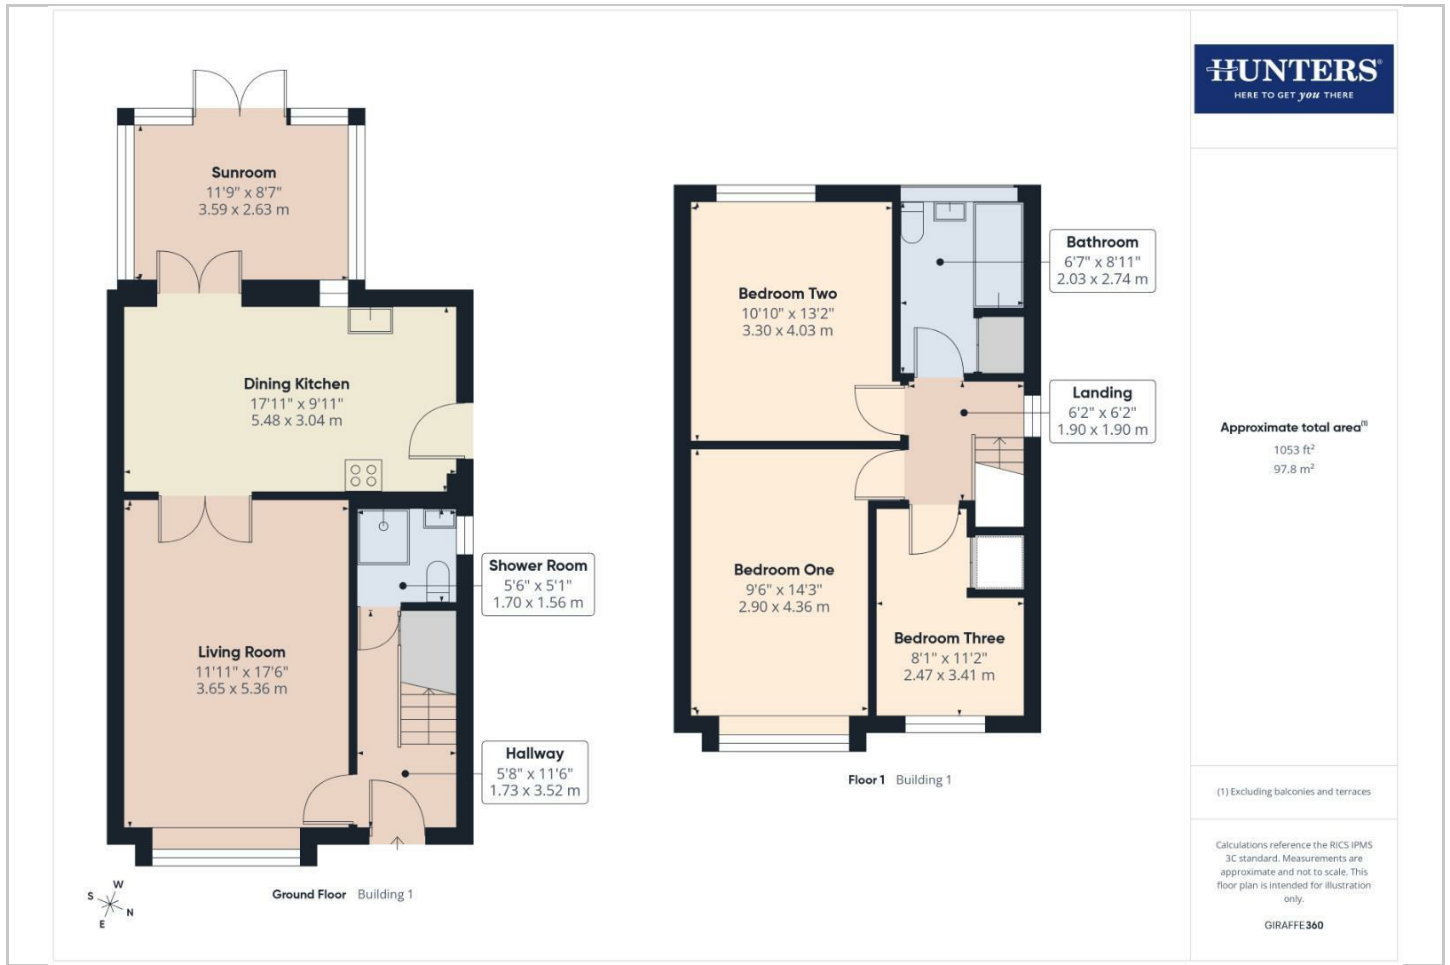 Sunroom
11'9" x 8'7"
3.59 x 2.63 m
Dining Kitchen
17'11" x 9'11"
5.48 x 3.04 m
Shower Room
5'6" x 5'1"
1.70 x 1.56 m
Living Room
11'11" x 17'6"
3.65 x 5.36 m
Hallway
5'8" x 11'6"
1.73 x 3.52 m
Ground Floor Building 1
W
S
N
E
Bathroom
6'7" x 8'11"
2.03 x 2.74 m
Bedroom Two
10'10" x 13'2"
3.30 x 4.03 m
Landing
6'2" x 6'2"
1.90 x 1.90 m
Bedroom One
9'6" x 14'3"
2.90 x 4.36 m
Bedroom Three
8'1" x 11'2"
2.47 x 3.41 m
Floor 1 Building 1
HUNTERS®
HERE TO GET you THERE
Approximate total area(1)
1053 ft²
97.8 m²
(1) Excluding balconies and terraces
Calculations reference the RICS IPMS
3C standard. Measurements are
approximate and not to scale. This
floor plan is intended for illustration
only.
GIRAFFE360